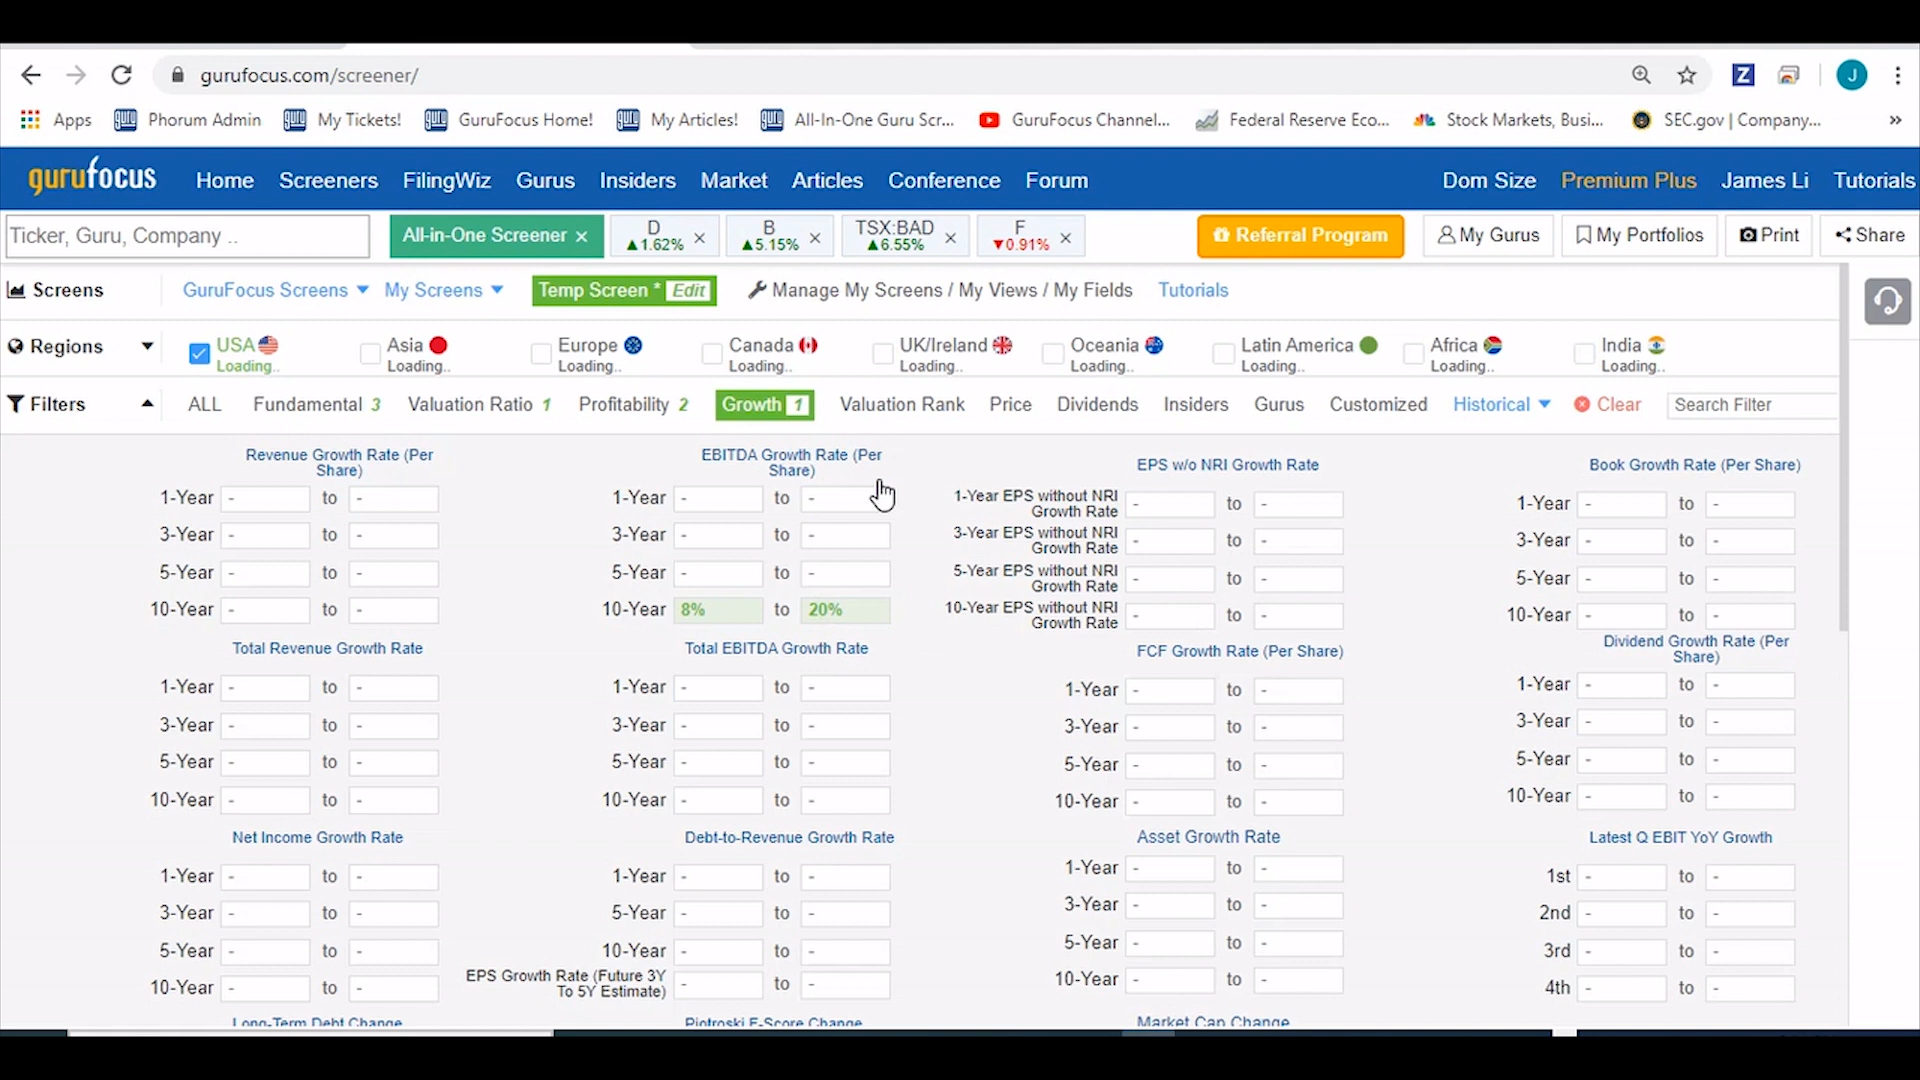 gurufocus.com/screener/
Z
J
Apps
guru Phorum Admin
guru My Tickets!
guru GuruFocus Home!
guru My Articles!
guru All-In-One Guru Scr...
GuruFocus Channel...
Federal Reserve Eco...
Stock Markets, Busi...
SEC.gov | Company...
»
gurufocus Home Screeners FilingWiz Gurus Insiders Market Articles Conference Forum Dom Size Premium Plus James Li Tutorials
Ticker, Guru, Company ..
All-in-One Screener ×
D ▲1.62% ×
B ▲5.15% ×
TSX:BAD ▲6.55% ×
F ▼0.91% ×
Referral Program
My Gurus
My Portfolios
Print
Share
Screens GuruFocus Screens My Screens Temp Screen * Edit Manage My Screens / My Views / My Fields Tutorials
Regions
USA Loading..
Asia Loading..
Europe Loading..
Canada Loading..
UK/Ireland Loading..
Oceania Loading..
Latin America Loading..
Africa Loading..
India Loading..
Filters ALL Fundamental 3 Valuation Ratio 1 Profitability 2 Growth 1 Valuation Rank Price Dividends Insiders Gurus Customized Historical Clear Search Filter
Revenue Growth Rate (Per
Share)
1-Year - to -
3-Year - to -
5-Year - to -
10-Year - to -
EBITDA Growth Rate (Per
Share)
1-Year - to -
3-Year - to -
5-Year - to -
10-Year 8% to 20%
EPS w/o NRI Growth Rate
1-Year EPS without NRI
Growth Rate - to -
3-Year EPS without NRI
Growth Rate - to -
5-Year EPS without NRI
Growth Rate - to -
10-Year EPS without NRI
Growth Rate - to -
Book Growth Rate (Per Share)
1-Year - to -
3-Year - to -
5-Year - to -
10-Year - to -
Total Revenue Growth Rate
1-Year - to -
3-Year - to -
5-Year - to -
10-Year - to -
Total EBITDA Growth Rate
1-Year - to -
3-Year - to -
5-Year - to -
10-Year - to -
FCF Growth Rate (Per Share)
1-Year - to -
3-Year - to -
5-Year - to -
10-Year - to -
Dividend Growth Rate (Per
Share)
1-Year - to -
3-Year - to -
5-Year - to -
10-Year - to -
Net Income Growth Rate
1-Year - to -
3-Year - to -
5-Year - to -
10-Year - to -
Debt-to-Revenue Growth Rate
1-Year - to -
5-Year - to -
10-Year - to -
EPS Growth Rate (Future 3Y
To 5Y Estimate) - to -
Asset Growth Rate
1-Year - to -
3-Year - to -
5-Year - to -
10-Year - to -
Latest Q EBIT YoY Growth
1st - to -
2nd - to -
3rd - to -
4th - to -
Long-Term Debt Change
Piotroski F-Score Change
Market Cap Change